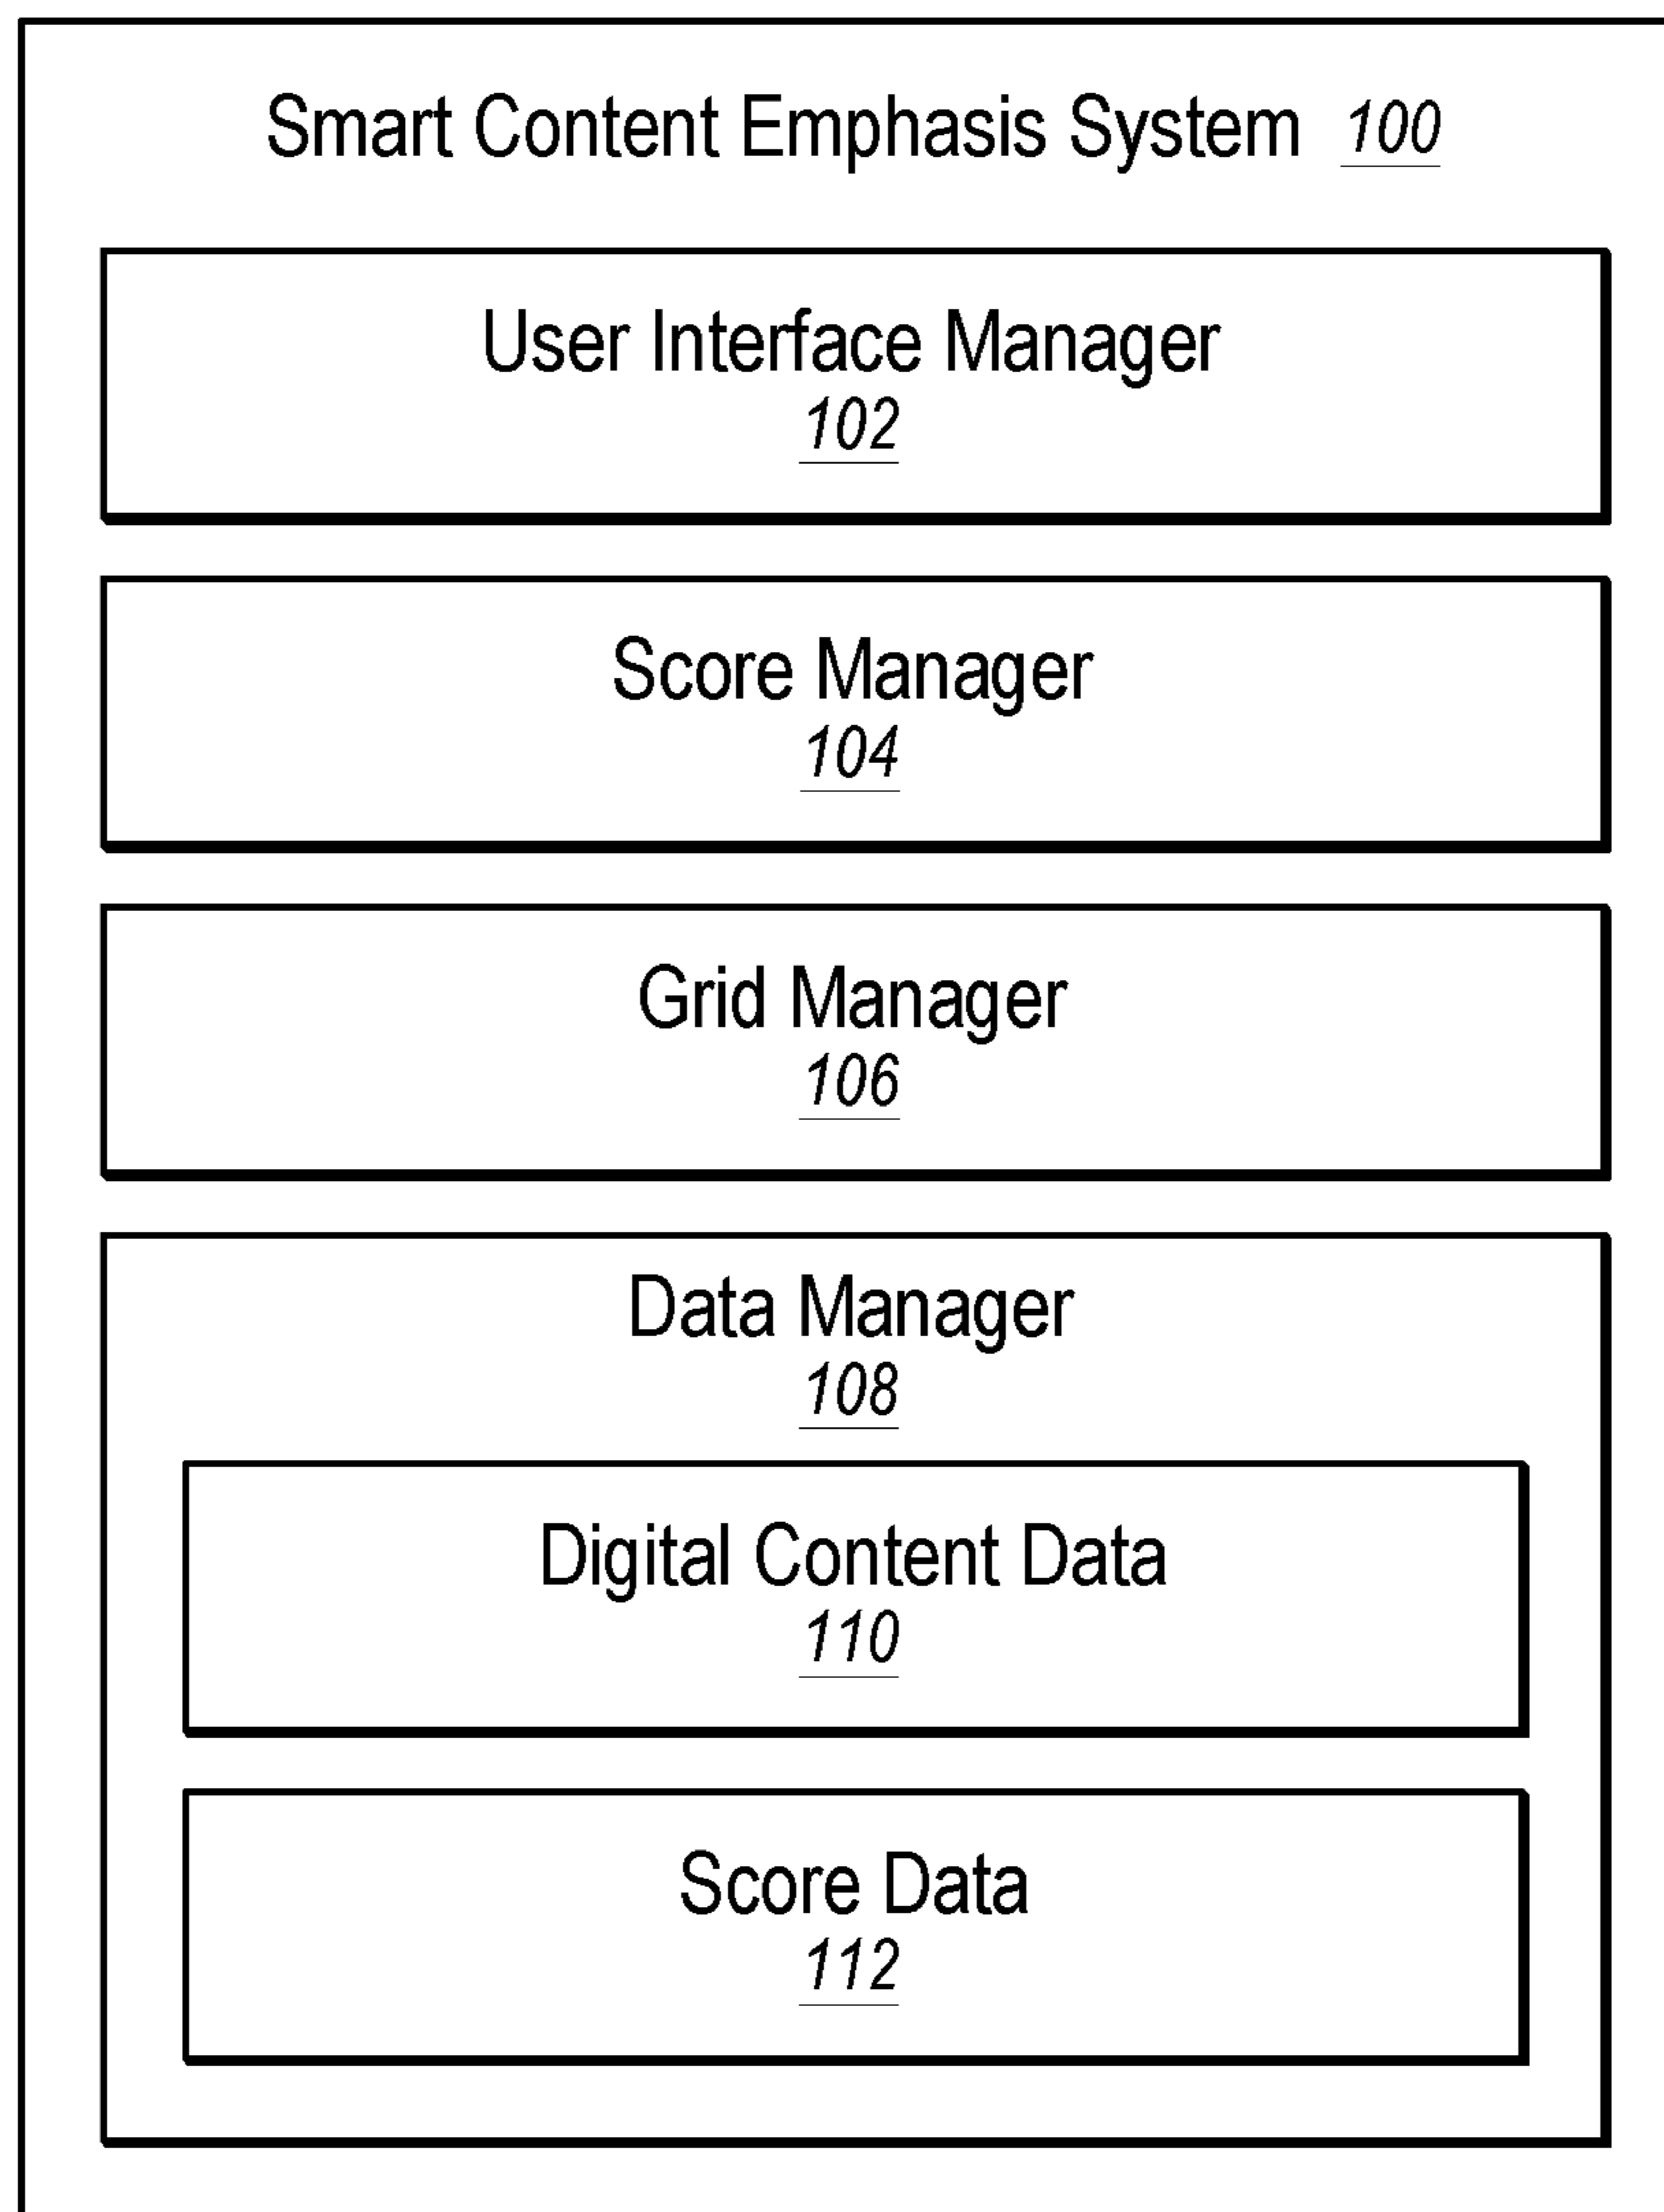 Smart Content Emphasis System 100
User Interface Manager
102
Score Manager
104
Grid Manager
106
Data Manager
108
Digital Content Data
110
Score Data
112